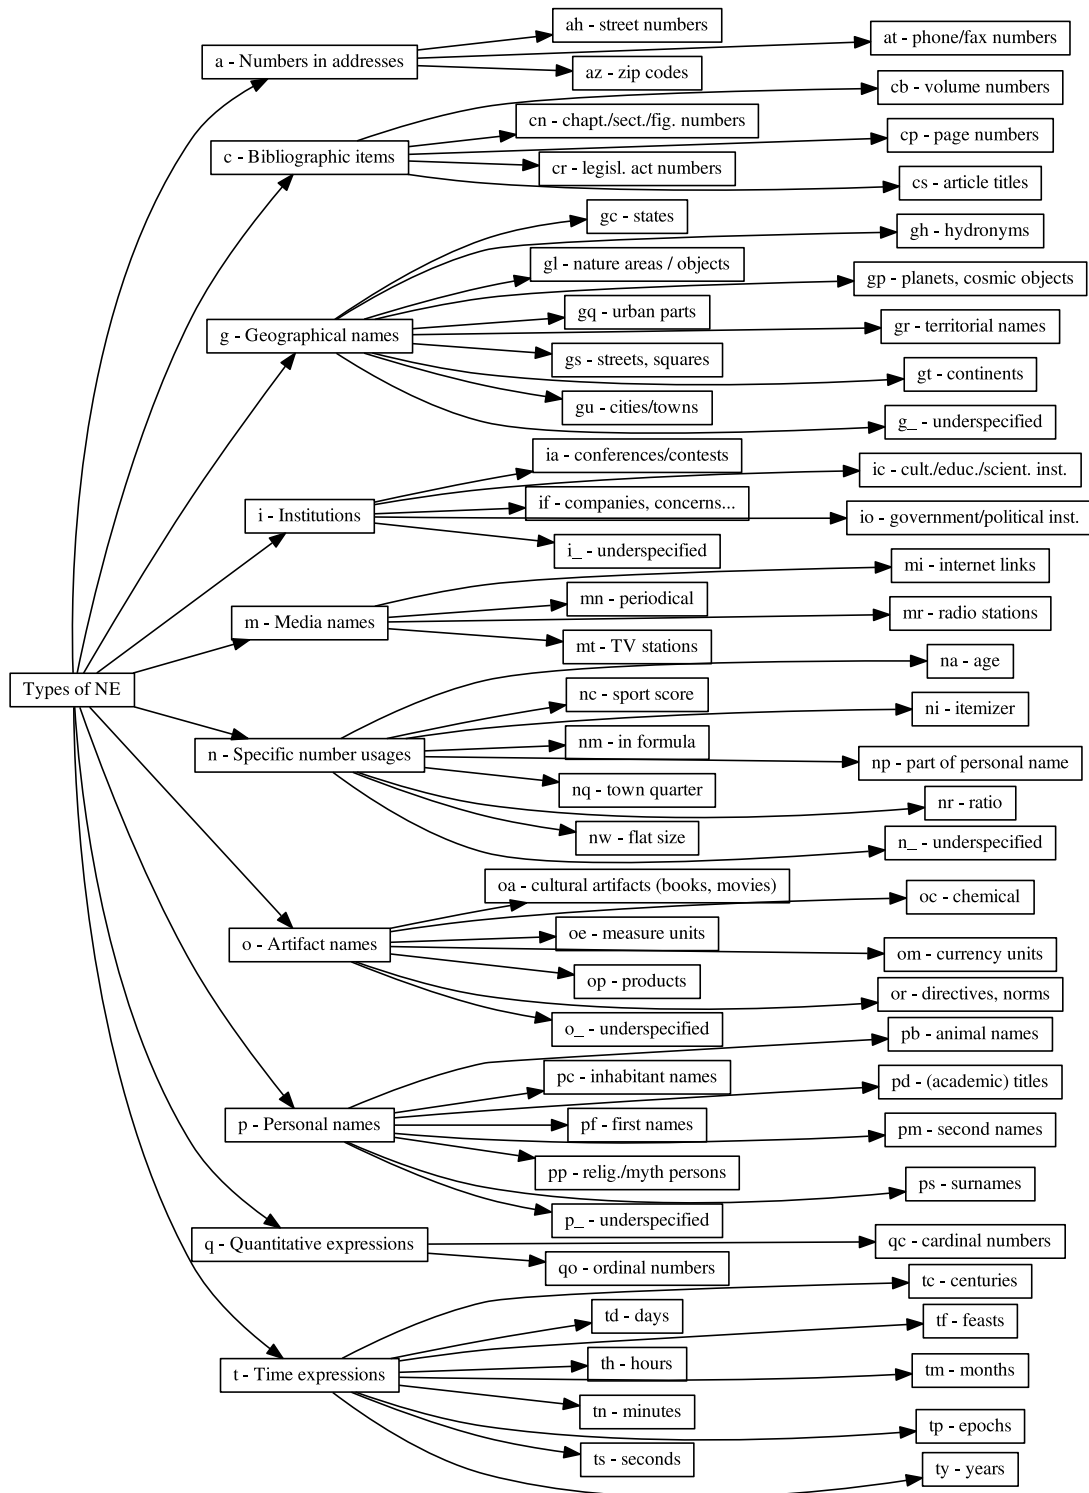 Types of NE
a - Numbers in addresses
ah - street numbers
at - phone/fax numbers
az - zip codes
c - Bibliographic items
cb - volume numbers
cn - chapt./sect./fig. numbers
cp - page numbers
cr - legisl. act numbers
cs - article titles
g - Geographical names
gc - states
gh - hydronyms
gl - nature areas / objects
gp - planets, cosmic objects
gq - urban parts
gr - territorial names
gs - streets, squares
gt - continents
gu - cities/towns
g_ - underspecified
i - Institutions
ia - conferences/contests
ic - cult./educ./scient. inst.
if - companies, concerns...
io - government/political inst.
i_ - underspecified
m - Media names
mi - internet links
mn - periodical
mr - radio stations
mt - TV stations
n - Specific number usages
na - age
nc - sport score
ni - itemizer
nm - in formula
np - part of personal name
nq - town quarter
nr - ratio
nw - flat size
n_ - underspecified
o - Artifact names
oa - cultural artifacts (books, movies)
oc - chemical
oe - measure units
om - currency units
op - products
or - directives, norms
o_ - underspecified
p - Personal names
pb - animal names
pc - inhabitant names
pd - (academic) titles
pf - first names
pm - second names
pp - relig./myth persons
ps - surnames
p_ - underspecified
q - Quantitative expressions
qc - cardinal numbers
qo - ordinal numbers
t - Time expressions
tc - centuries
td - days
tf - feasts
th - hours
tm - months
tn - minutes
tp - epochs
ts - seconds
ty - years